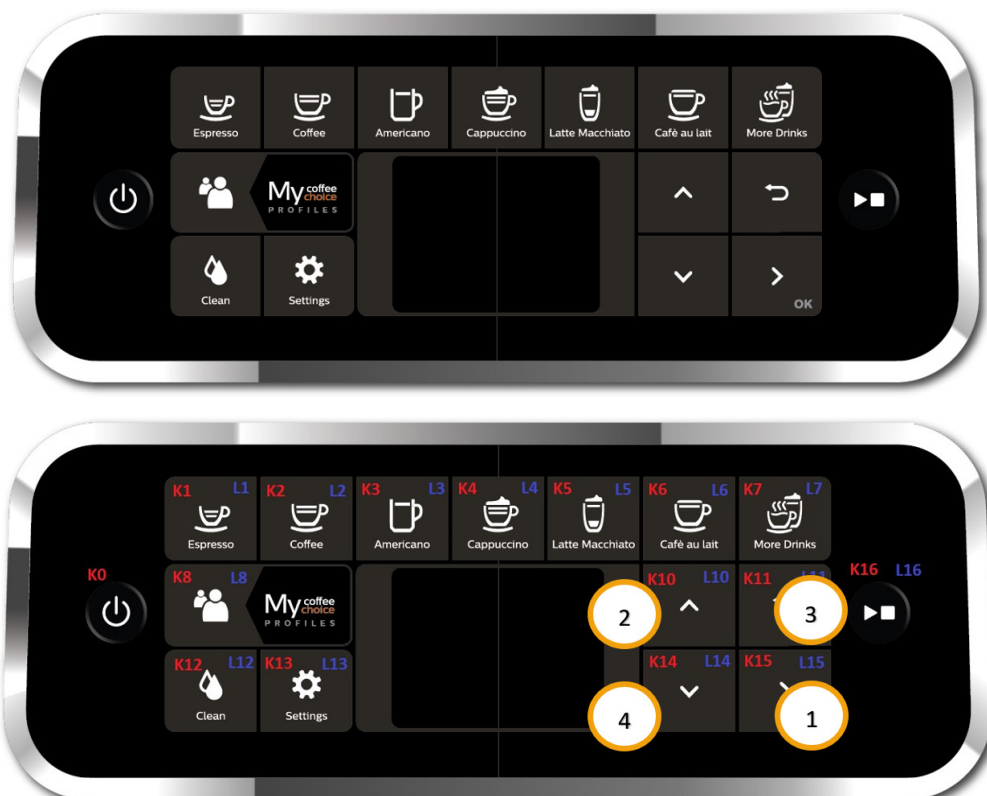 Espresso Coffee Americano Cappuccino Latte Macchiato Cafè au lait More Drinks
My coffee
choice
PROFILES
Clean Settings
OK
K1 L1 K2 L2 K3 L3 K4 L4 K5 L5 K6 L6 K7 L7
Espresso Coffee Americano Cappuccino Latte Macchiato Cafè au lait More Drinks
K0 K8 L8 K10 L10 K11 L11 K16 L16
My coffee
choice
PROFILES
2 3
K12 L12 K13 L13 K14 L14 K15 L15
Clean Settings
4 1